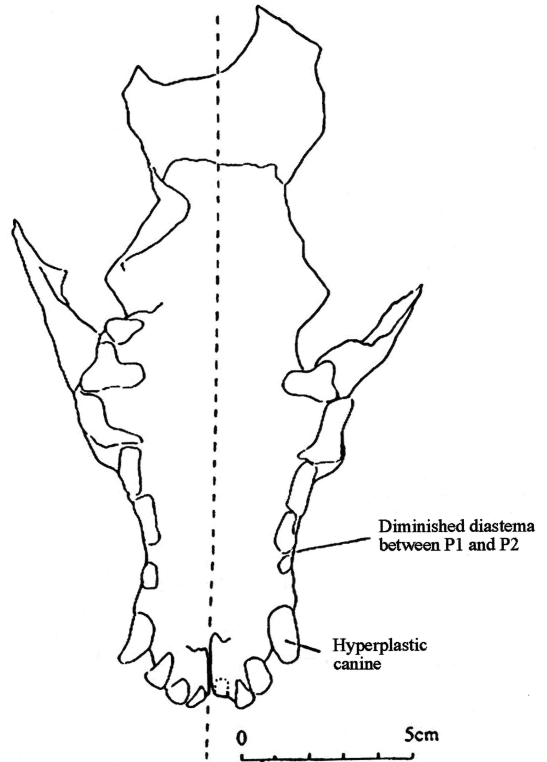 Diminished diastema
between P1 and P2
Hyperplastic
canine
0 5cm